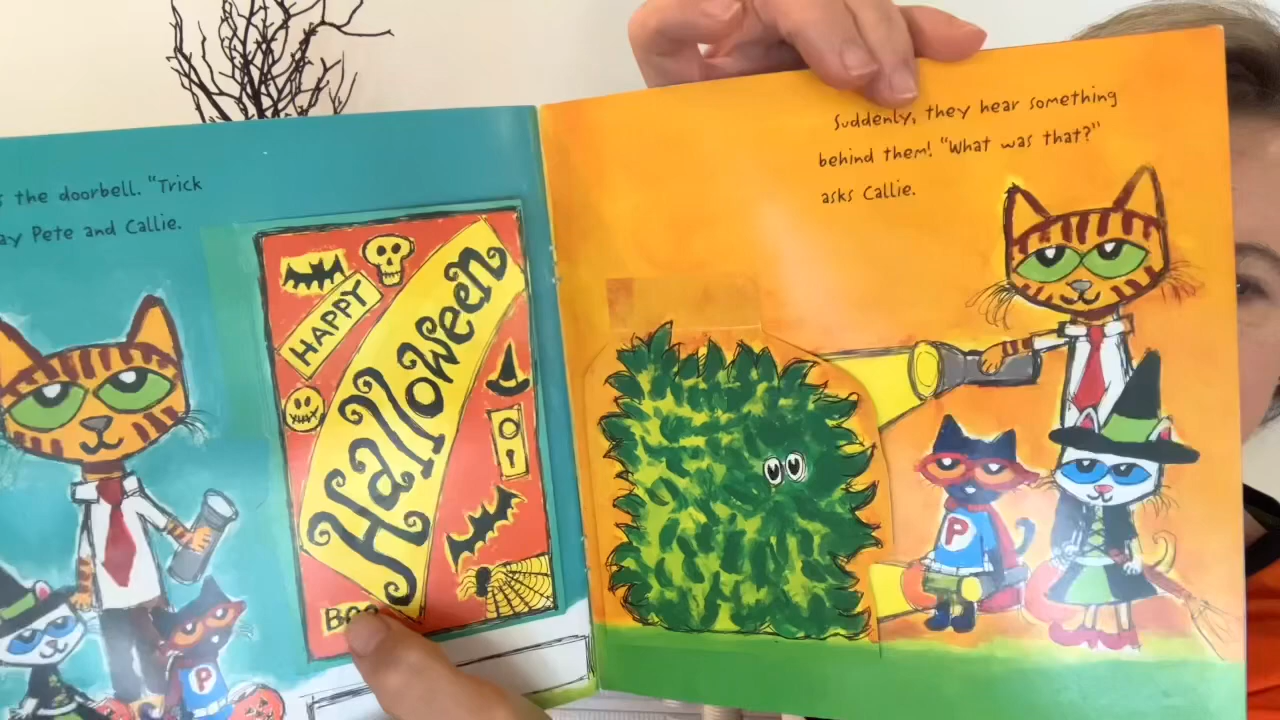 the doorbell. "Trick
Pete and Callie.
HAPPY
Halloween
BOO
Suddenly, they hear something
behind them! "What was that?"
asks Callie.
P
P